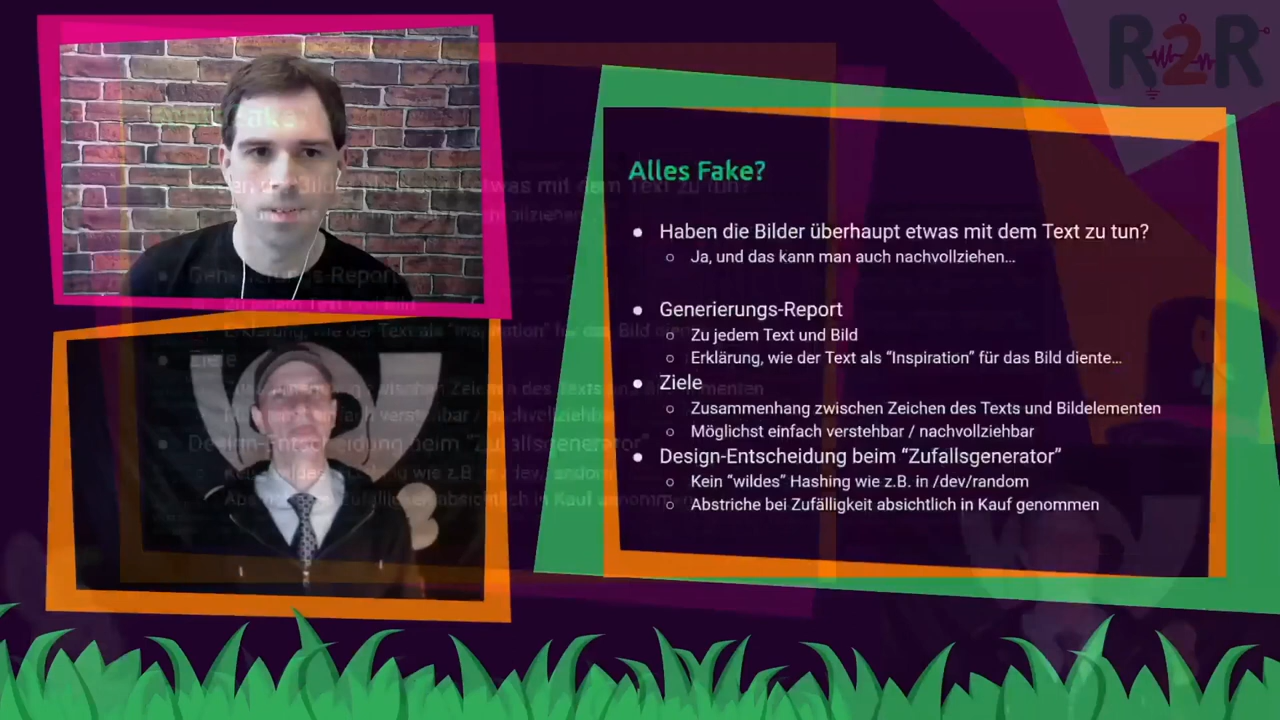 R2R
Alles Fake?
● Haben die Bilder überhaupt etwas mit dem Text zu tun?
○ Ja, und das kann man auch nachvollziehen…
● Generierungs-Report
○ Zu jedem Text und Bild
○ Erklärung, wie der Text als “Inspiration” für das Bild diente…
● Ziele
○ Zusammenhang zwischen Zeichen des Texts und Bildelementen
○ Möglichst einfach verstehbar / nachvollziehbar
● Design-Entscheidung beim “Zufallsgenerator”
○ Kein “wildes” Hashing wie z.B. in /dev/random
○ Abstriche bei Zufälligkeit absichtlich in Kauf genommen